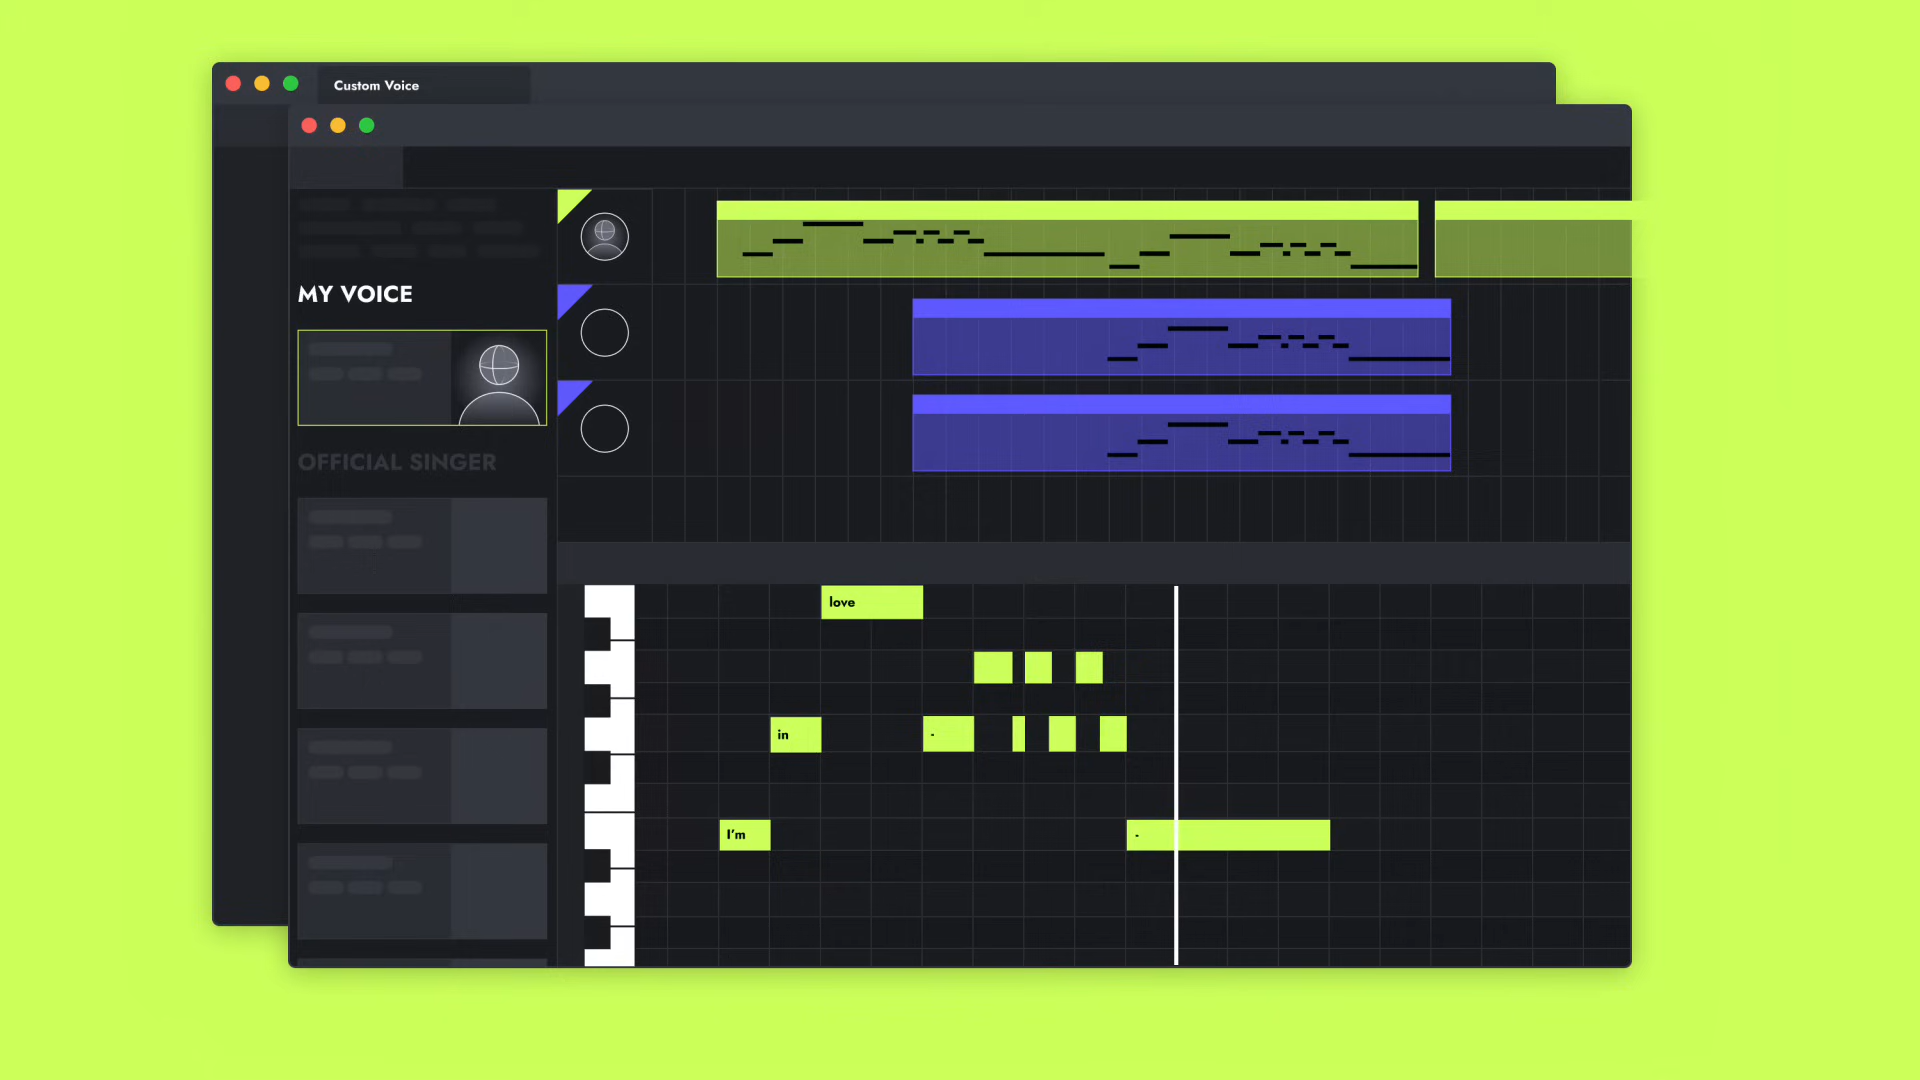 Custom Voice
MY VOICE
OFFICIAL SINGER
love
in
-
I'm
-